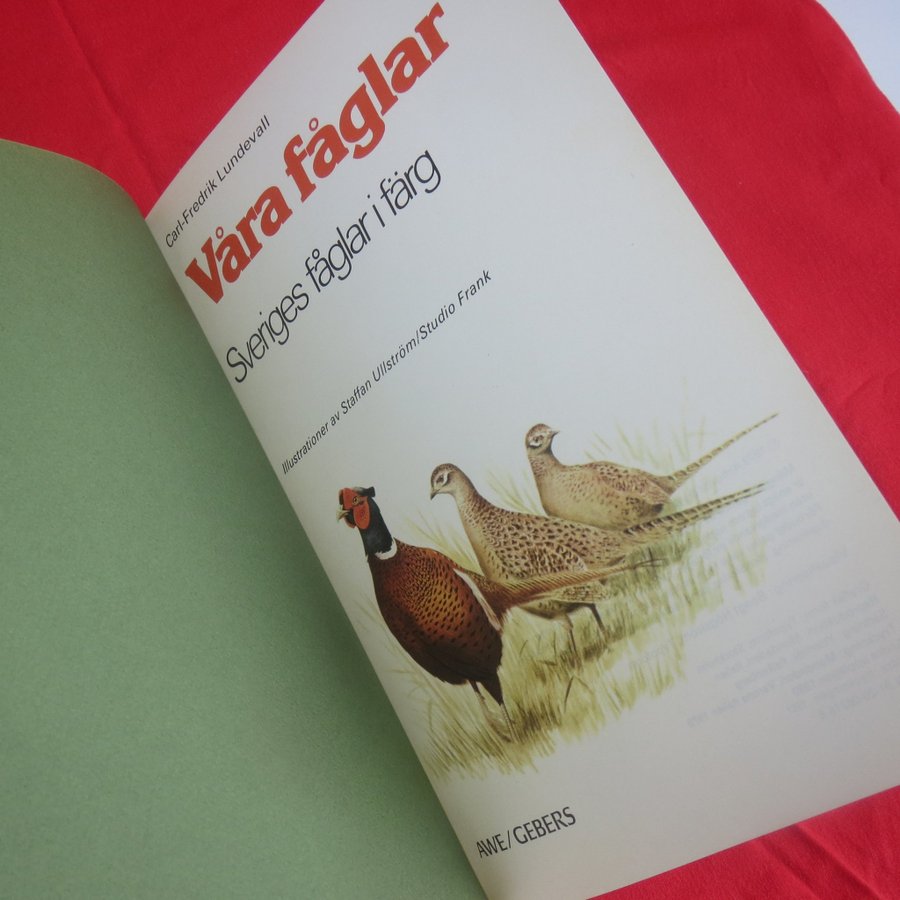 Carl-Fredrik Lundevall
Våra fåglar
Sveriges fåglar i färg
Illustrationer av Staffan Ullström/Studio Frank
AWE/GEBERS